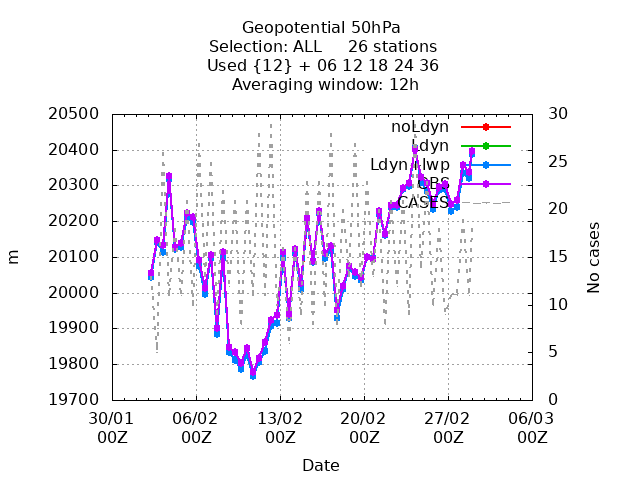 Geopotential 50hPa
Selection: ALL 26 stations
Used {12} + 06 12 18 24 36
Averaging window: 12h
20500
20400
20300
20200
20100
20000
19900
19800
19700
m
30
25
20
15
10
5
0
No cases
noLdyn
Ldyn
Ldyn+lwp
OBS
CASES
30/01 06/02 13/02 20/02 27/02 06/03
00Z 00Z 00Z 00Z 00Z 00Z
Date